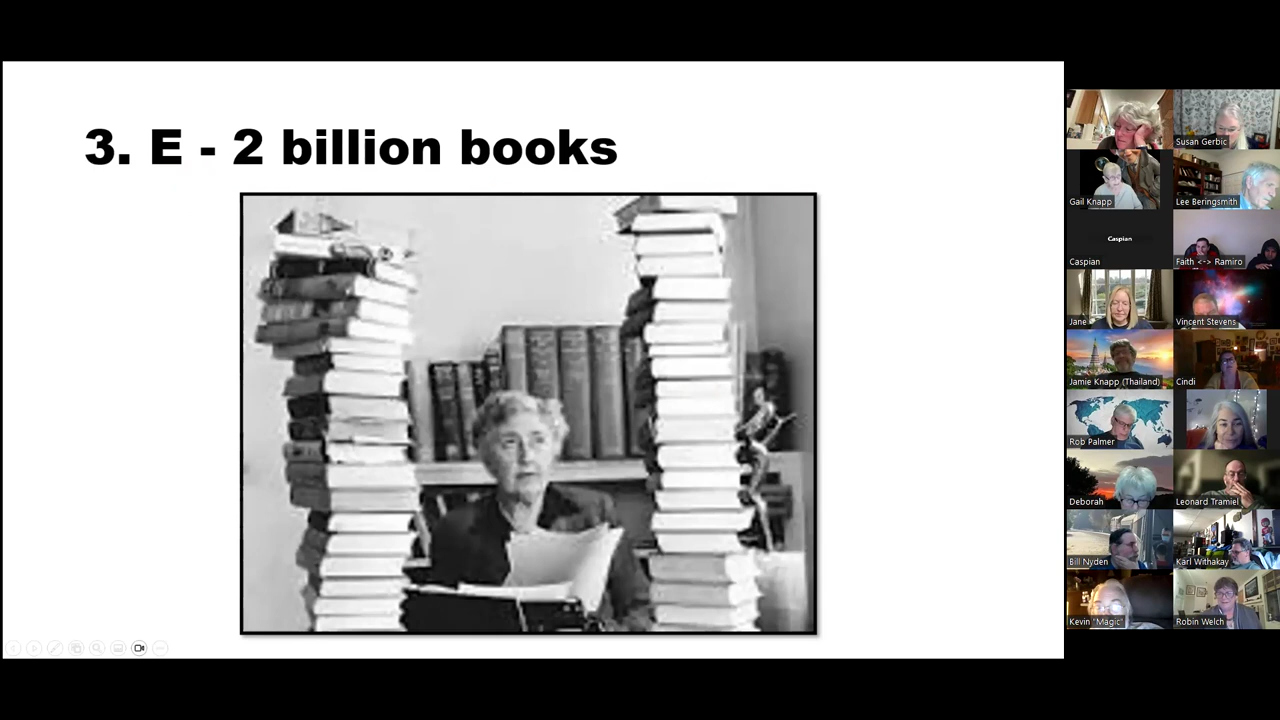 3. E - 2 billion books
Susan Gerbic
Gail Knapp
Lee Beringsmith
Caspian
Caspian
Faith <-> Ramiro
Jane
Vincent Stevens
Jamie Knapp (Thailand)
Cindi
Rob Palmer
Deborah
Leonard Tramiel
Bill Nyden
Karl Withakay
Kevin "Magic"
Robin Welch